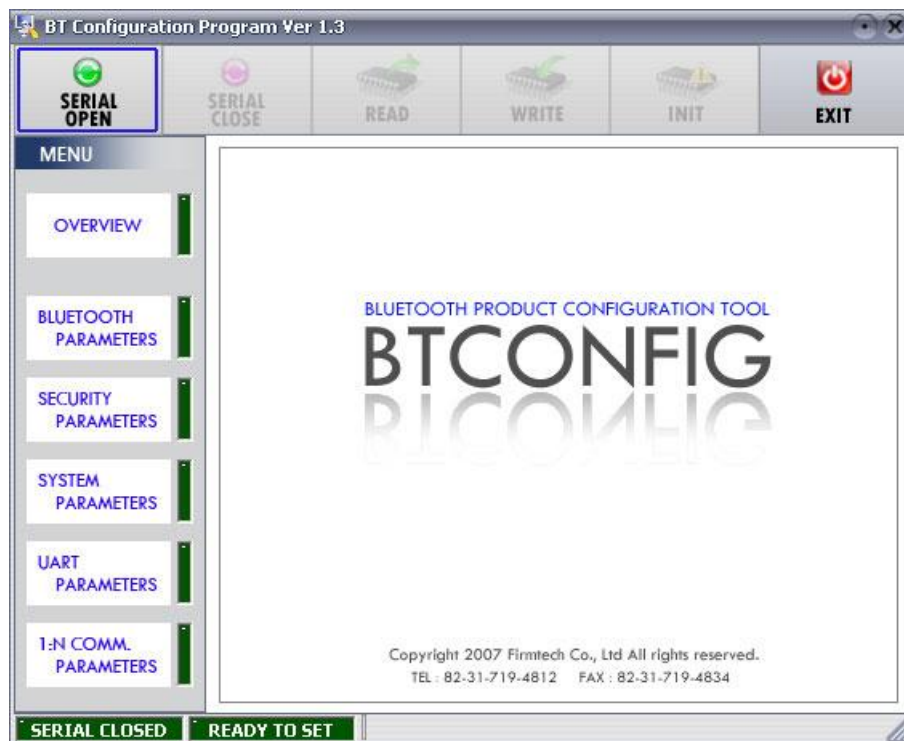 BT Configuration Program Ver 1.3
SERIAL
OPEN
SERIAL
CLOSE
READ
WRITE
INIT
EXIT
MENU
OVERVIEW
BLUETOOTH
PARAMETERS
SECURITY
PARAMETERS
SYSTEM
PARAMETERS
UART
PARAMETERS
1:N COMM.
PARAMETERS
BLUETOOTH PRODUCT CONFIGURATION TOOL
BTCONFIG
Copyright 2007 Firmtech Co., Ltd All rights reserved.
TEL : 82-31-719-4812 FAX : 82-31-719-4834
SERIAL CLOSED
READY TO SET